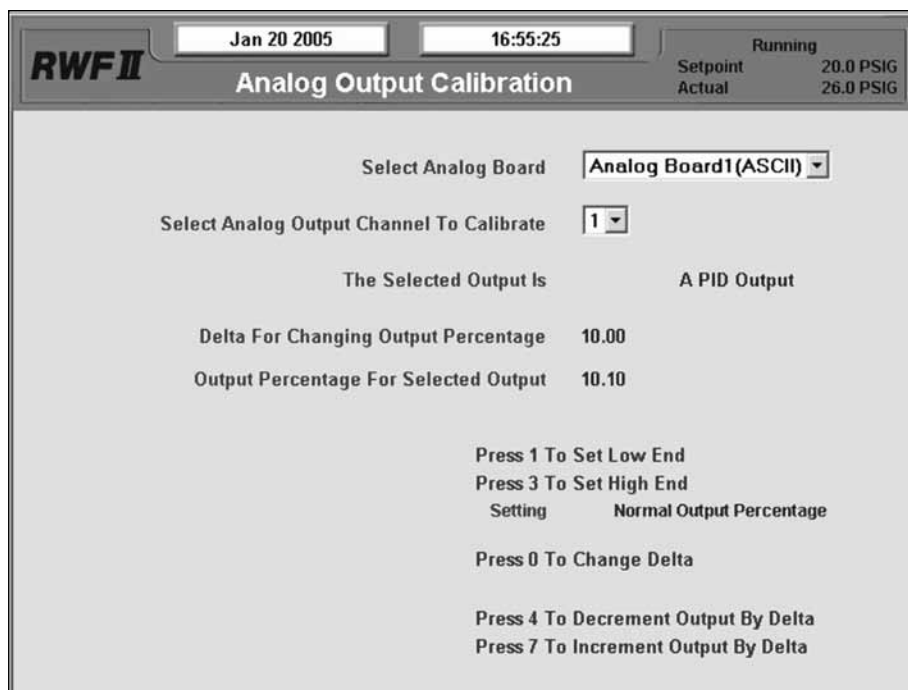 RWF II
Jan 20 2005
16:55:25
Analog Output Calibration
Running
Setpoint 20.0 PSIG
Actual 26.0 PSIG
Select Analog Board Analog Board1(ASCII)
Select Analog Output Channel To Calibrate 1
The Selected Output Is A PID Output
Delta For Changing Output Percentage 10.00
Output Percentage For Selected Output 10.10
Press 1 To Set Low End
Press 3 To Set High End
Setting Normal Output Percentage
Press 0 To Change Delta
Press 4 To Decrement Output By Delta
Press 7 To Increment Output By Delta